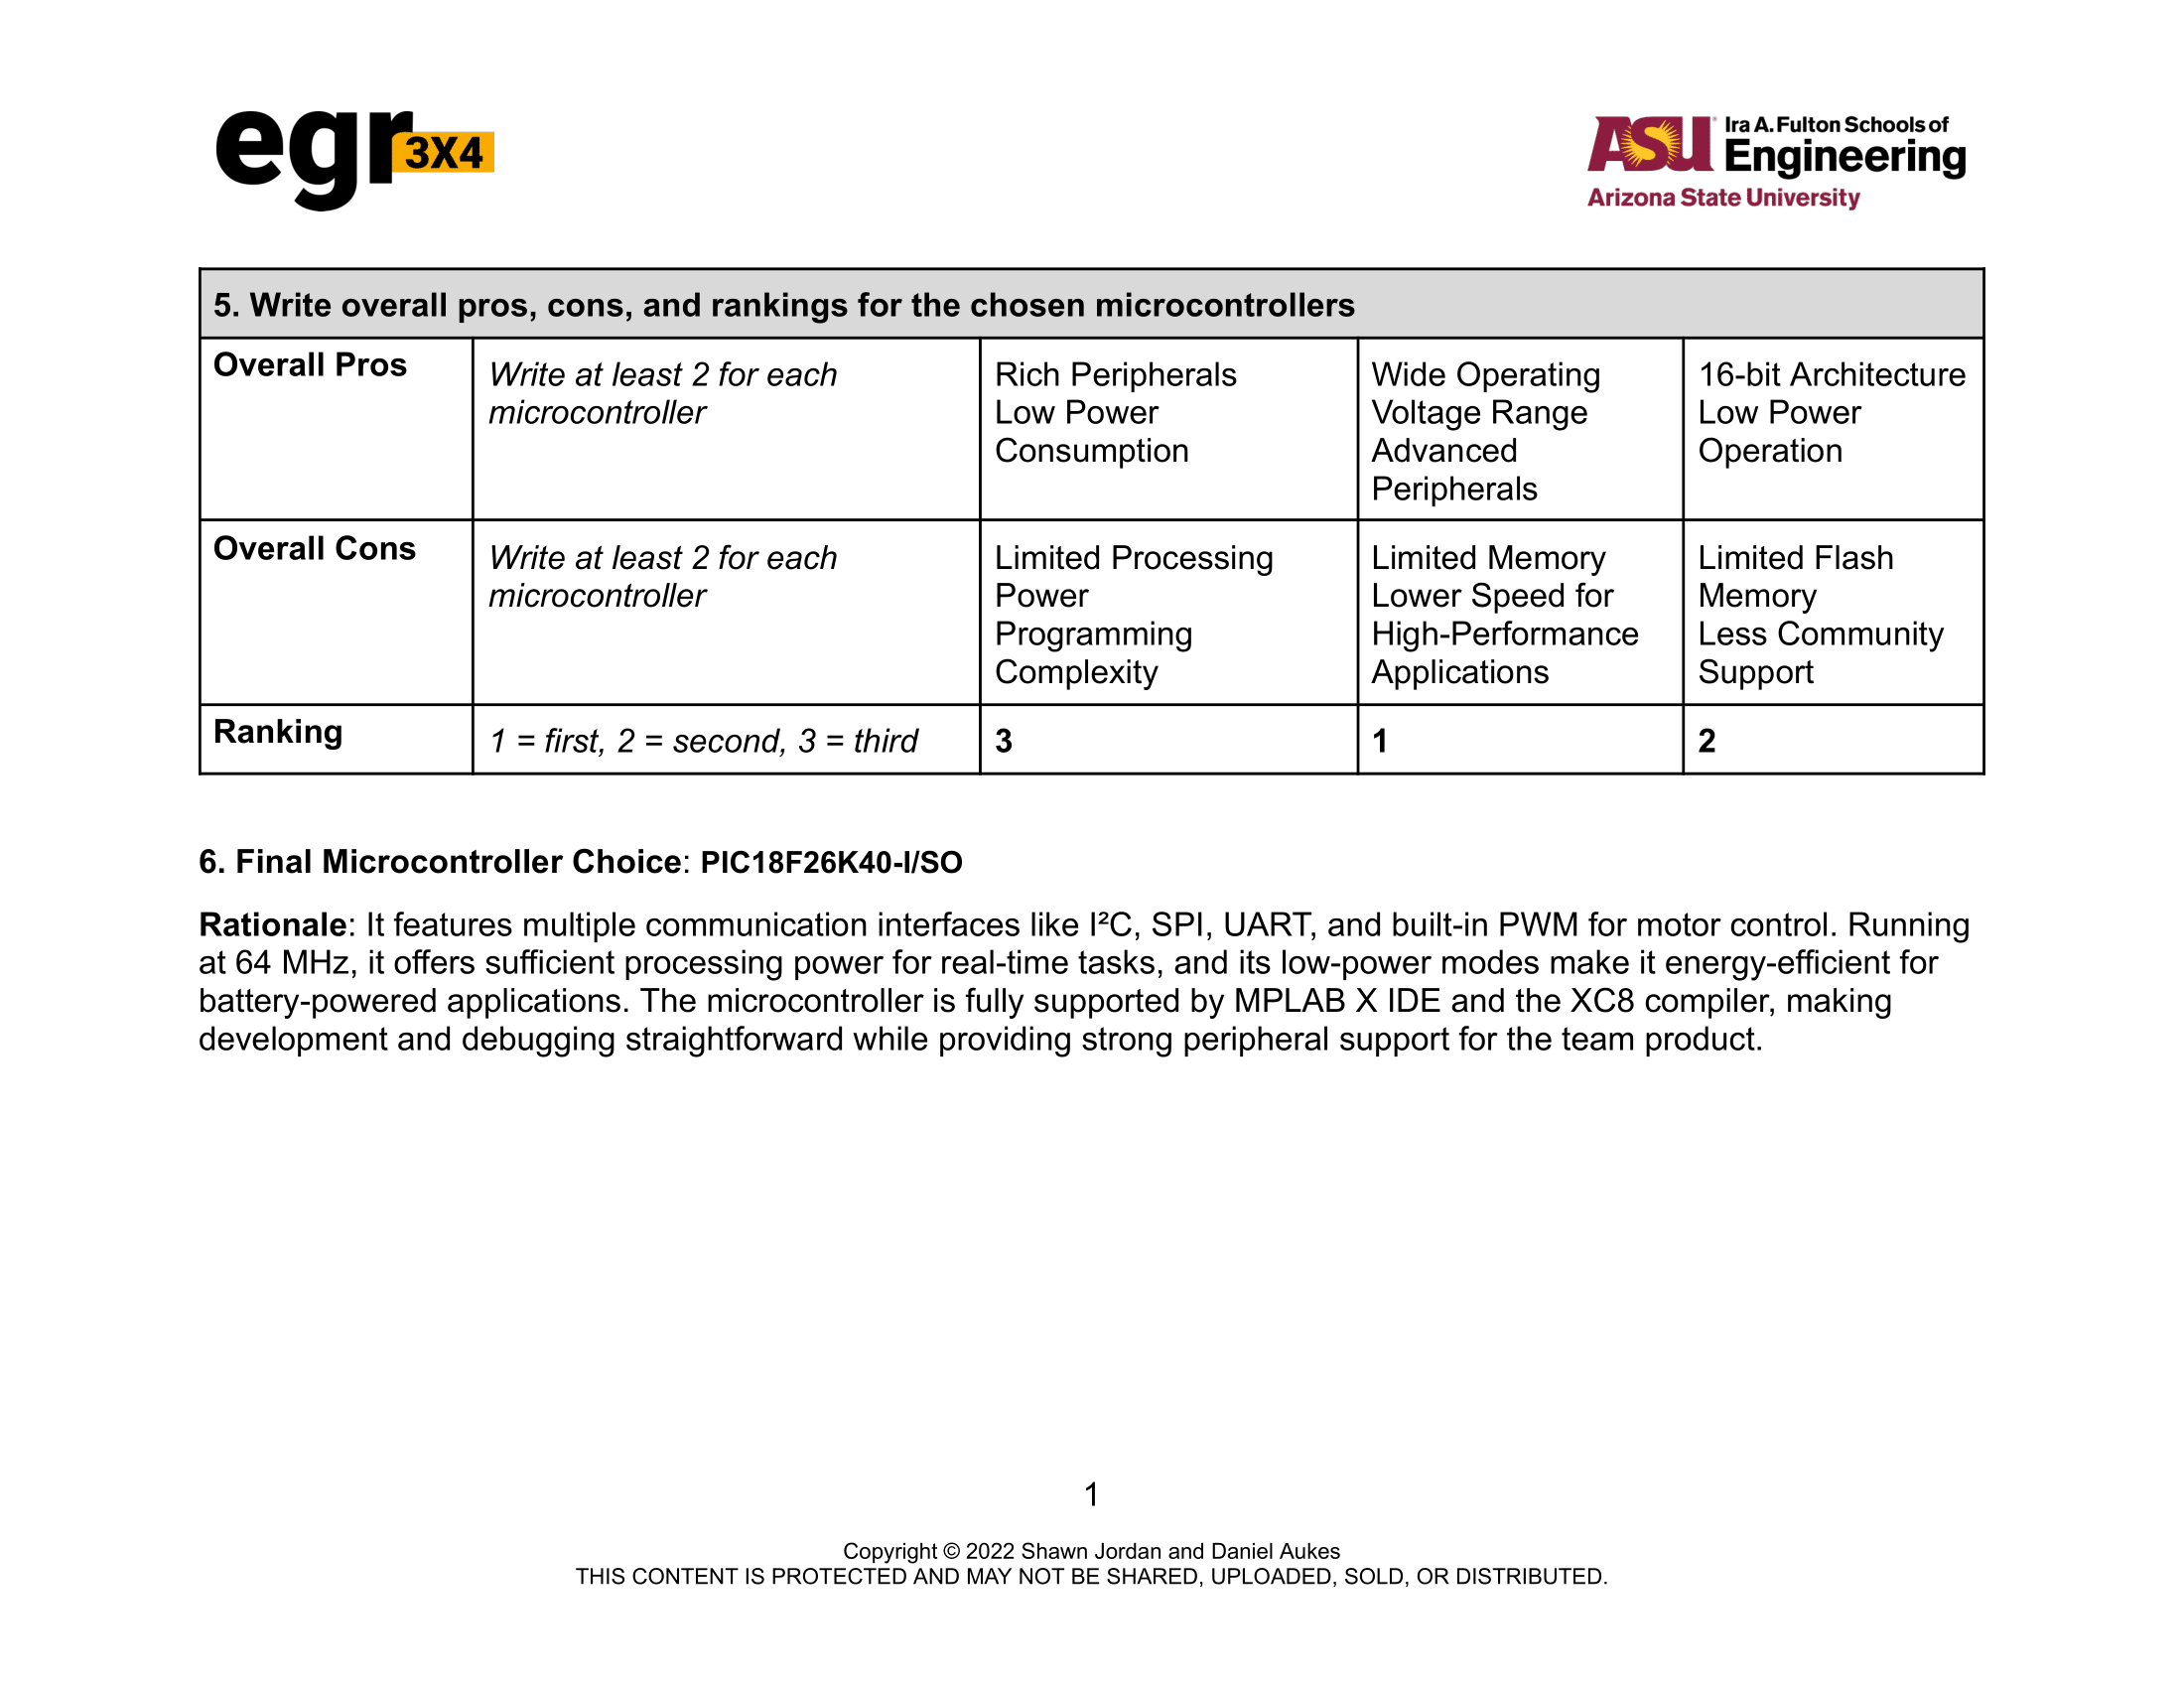 egr 3X4
ASU Ira A. Fulton Schools of
Engineering
Arizona State University
5. Write overall pros, cons, and rankings for the chosen microcontrollers
Overall Pros
Write at least 2 for each
microcontroller
Rich Peripherals
Low Power
Consumption
Wide Operating
Voltage Range
Advanced
Peripherals
16-bit Architecture
Low Power
Operation
Overall Cons
Write at least 2 for each
microcontroller
Limited Processing
Power
Programming
Complexity
Limited Memory
Lower Speed for
High-Performance
Applications
Limited Flash
Memory
Less Community
Support
Ranking
1 = first, 2 = second, 3 = third
3
1
2
6. Final Microcontroller Choice: PIC18F26K40-I/SO
Rationale: It features multiple communication interfaces like I²C, SPI, UART, and built-in PWM for motor control. Running
at 64 MHz, it offers sufficient processing power for real-time tasks, and its low-power modes make it energy-efficient for
battery-powered applications. The microcontroller is fully supported by MPLAB X IDE and the XC8 compiler, making
development and debugging straightforward while providing strong peripheral support for the team product.
1
Copyright © 2022 Shawn Jordan and Daniel Aukes
THIS CONTENT IS PROTECTED AND MAY NOT BE SHARED, UPLOADED, SOLD, OR DISTRIBUTED.